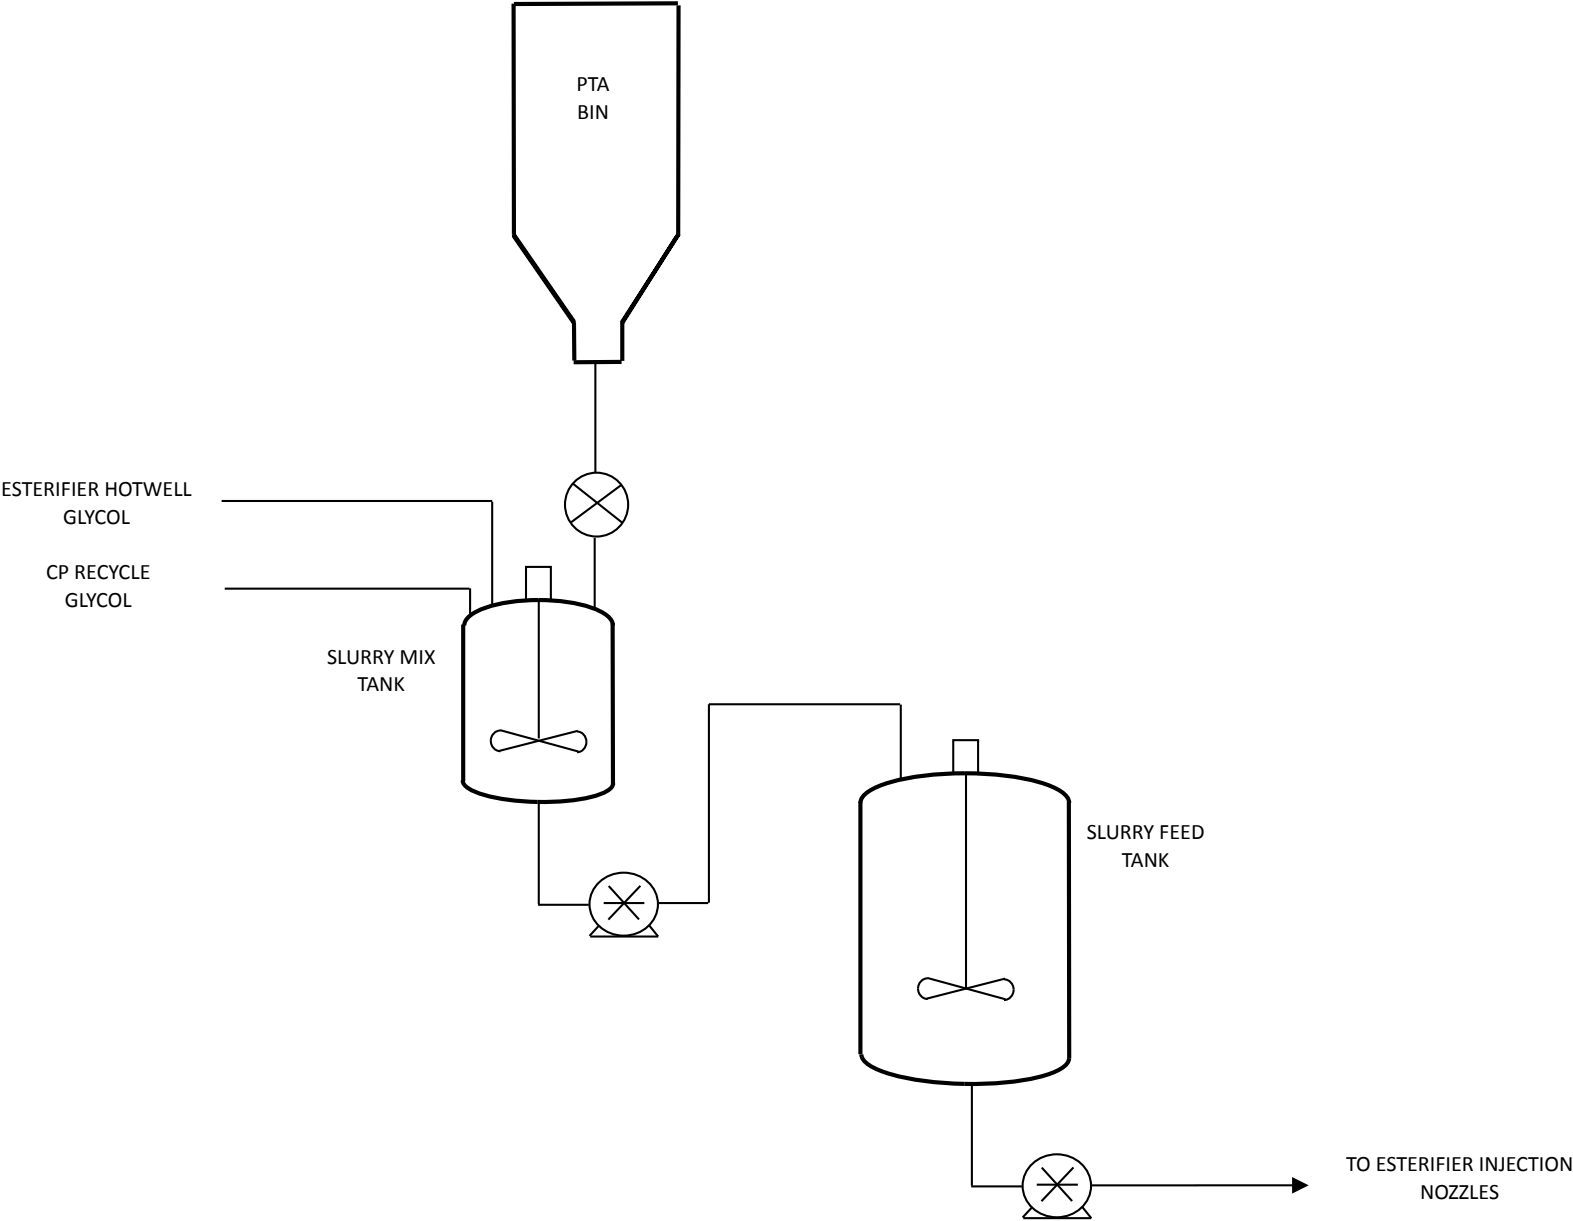 PTA
BIN
ESTERIFIER HOTWELL
GLYCOL
CP RECYCLE
GLYCOL
SLURRY MIX
TANK
SLURRY FEED
TANK
TO ESTERIFIER INJECTION
NOZZLES